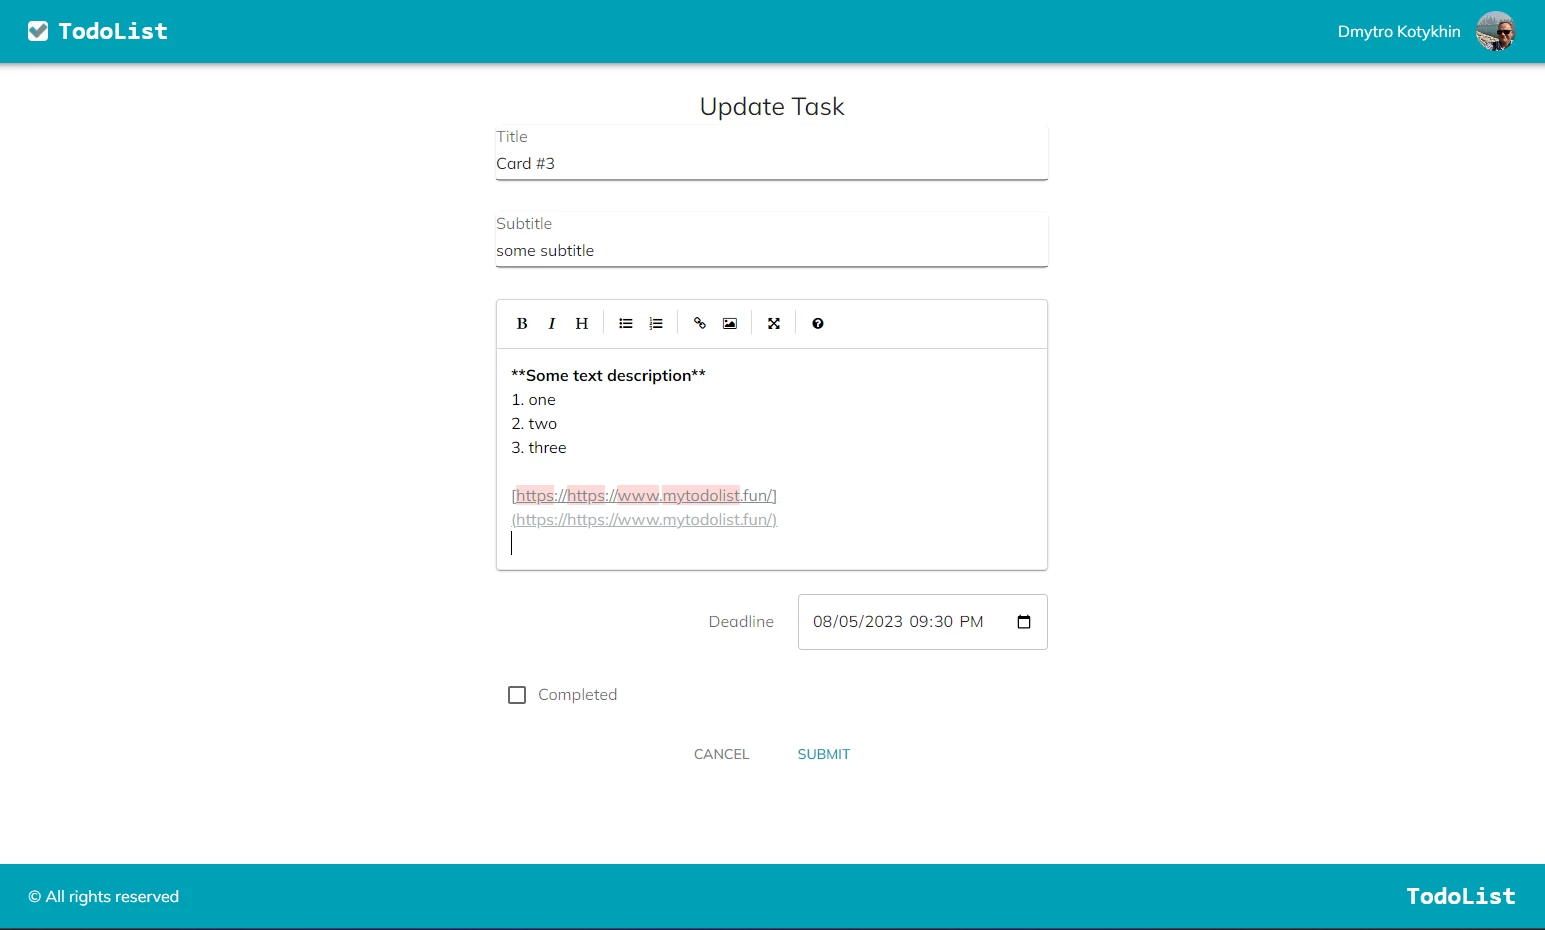 TodoList
Dmytro Kotykhin
Update Task
Title
Card #3
Subtitle
some subtitle
B I H
**Some text description**
1. one
2. two
3. three
[https://https://www.mytodolist.fun/]
(https://https://www.mytodolist.fun/)
Deadline 08/05/2023 09:30 PM
Completed
CANCEL SUBMIT
© All rights reserved
TodoList